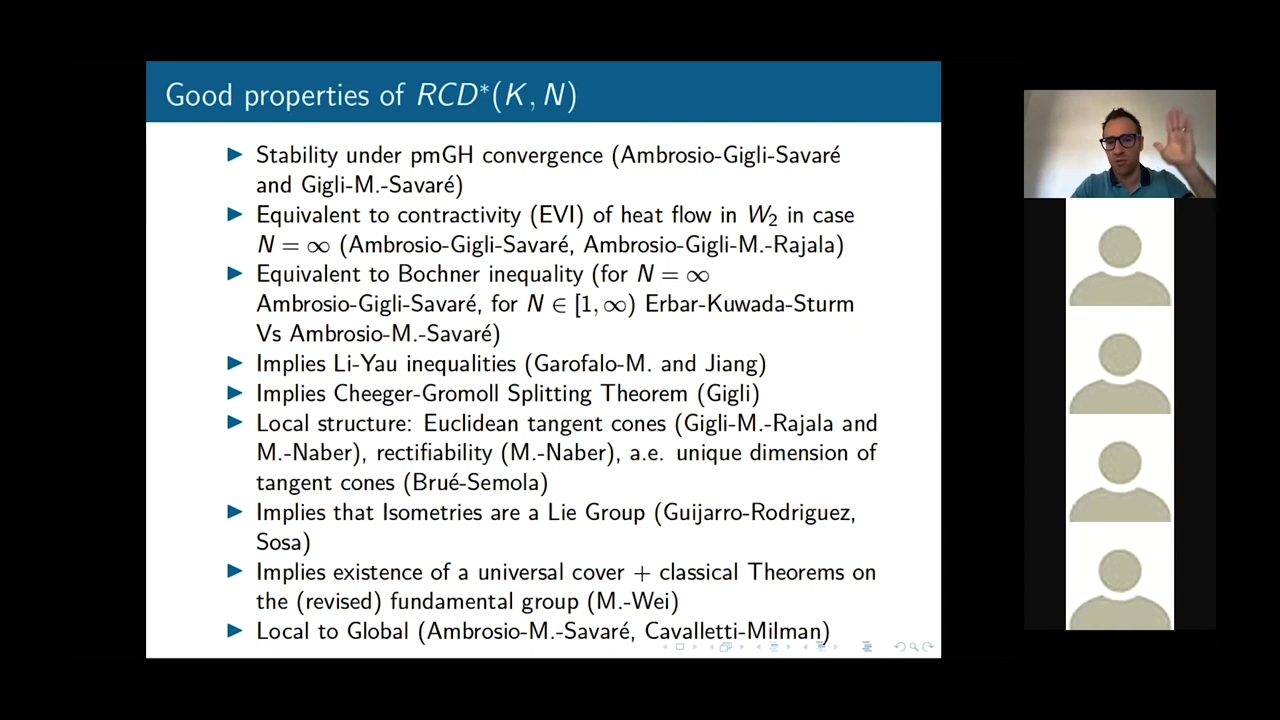 Good properties of RCD*(K, N)
▶ Stability under pmGH convergence (Ambrosio-Gigli-Savaré
and Gigli-M.-Savaré)
▶ Equivalent to contractivity (EVI) of heat flow in W₂ in case
N = ∞ (Ambrosio-Gigli-Savaré, Ambrosio-Gigli-M.-Rajala)
▶ Equivalent to Bochner inequality (for N = ∞
Ambrosio-Gigli-Savaré, for N ∈ [1, ∞) Erbar-Kuwada-Sturm
Vs Ambrosio-M.-Savaré)
▶ Implies Li-Yau inequalities (Garofalo-M. and Jiang)
▶ Implies Cheeger-Gromoll Splitting Theorem (Gigli)
▶ Local structure: Euclidean tangent cones (Gigli-M.-Rajala and
M.-Naber), rectifiability (M.-Naber), a.e. unique dimension of
tangent cones (Brué-Semola)
▶ Implies that Isometries are a Lie Group (Guijarro-Rodriguez,
Sosa)
▶ Implies existence of a universal cover + classical Theorems on
the (revised) fundamental group (M.-Wei)
▶ Local to Global (Ambrosio-M.-Savaré, Cavalletti-Milman)